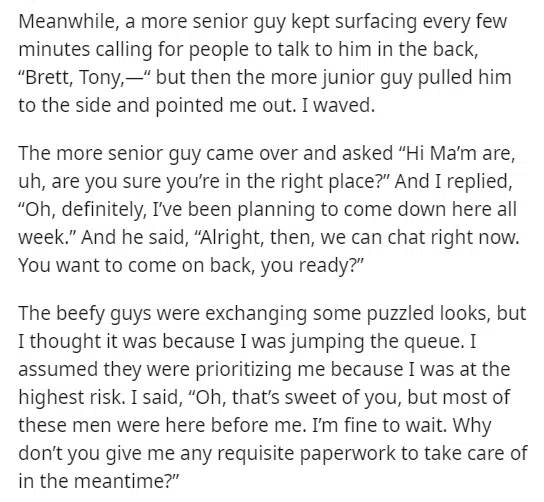 Meanwhile, a more senior guy kept surfacing every few
minutes calling for people to talk to him in the back,
“Brett, Tony,—“ but then the more junior guy pulled him
to the side and pointed me out. I waved.
The more senior guy came over and asked “Hi Ma’m are,
uh, are you sure you’re in the right place?” And I replied,
“Oh, definitely, I’ve been planning to come down here all
week.” And he said, “Alright, then, we can chat right now.
You want to come on back, you ready?”
The beefy guys were exchanging some puzzled looks, but
I thought it was because I was jumping the queue. I
assumed they were prioritizing me because I was at the
highest risk. I said, “Oh, that’s sweet of you, but most of
these men were here before me. I’m fine to wait. Why
don’t you give me any requisite paperwork to take care of
in the meantime?”